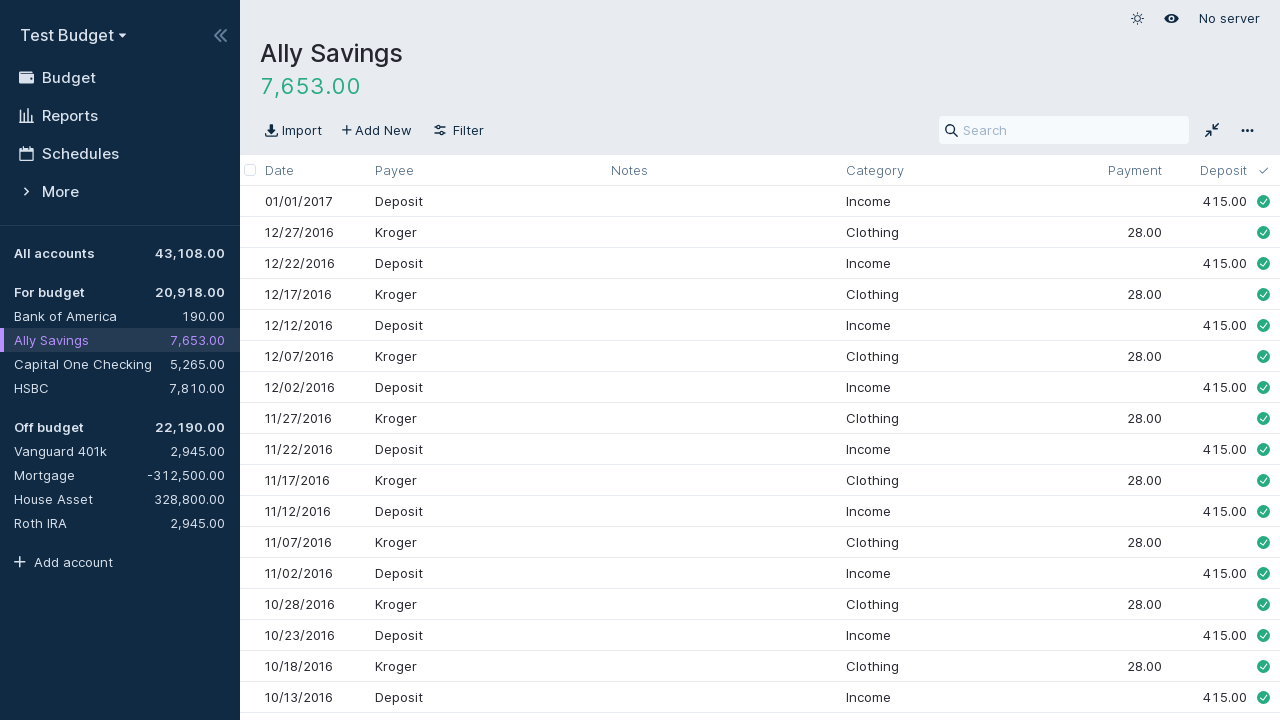 Test Budget
Budget
Reports
Schedules
More
All accounts 43,108.00
For budget 20,918.00
Bank of America 190.00
Ally Savings 7,653.00
Capital One Checking 5,265.00
HSBC 7,810.00
Off budget 22,190.00
Vanguard 401k 2,945.00
Mortgage -312,500.00
House Asset 328,800.00
Roth IRA 2,945.00
Add account
No server
Ally Savings
7,653.00
Import Add New Filter Search
Date Payee Notes Category Payment Deposit
01/01/2017 Deposit Income 415.00
12/27/2016 Kroger Clothing 28.00
12/22/2016 Deposit Income 415.00
12/17/2016 Kroger Clothing 28.00
12/12/2016 Deposit Income 415.00
12/07/2016 Kroger Clothing 28.00
12/02/2016 Deposit Income 415.00
11/27/2016 Kroger Clothing 28.00
11/22/2016 Deposit Income 415.00
11/17/2016 Kroger Clothing 28.00
11/12/2016 Deposit Income 415.00
11/07/2016 Kroger Clothing 28.00
11/02/2016 Deposit Income 415.00
10/28/2016 Kroger Clothing 28.00
10/23/2016 Deposit Income 415.00
10/18/2016 Kroger Clothing 28.00
10/13/2016 Deposit Income 415.00